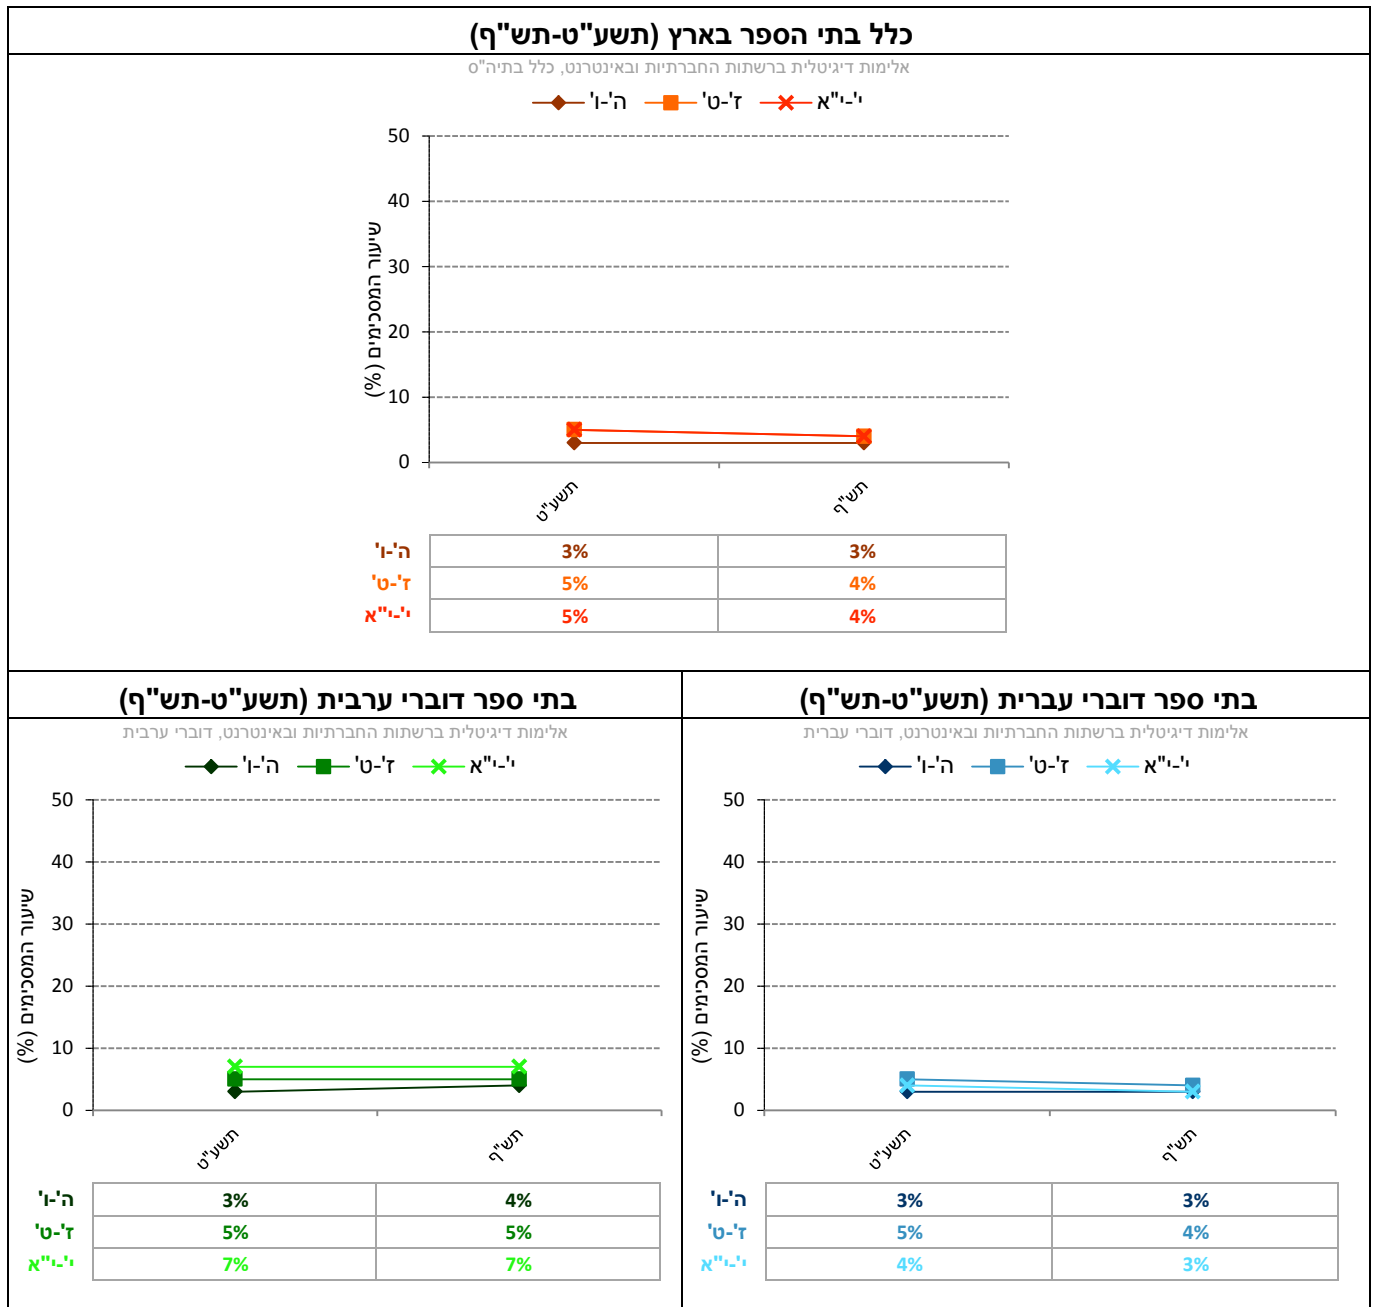 כלל בתי הספר בארץ (תשע"ט-תש"ף)
אלימות דיגיטלית ברשתות החברתיות ובאינטרנט, כלל בתיה"ס
ה'-ו' ז'-ט' י'-י"א
שיעור המסכימים (%)
50
40
30
20
10
0
תשע"ט תש"ף
ה'-ו' 3% 3%
ז'-ט' 5% 4%
י'-י"א 5% 4%
בתי ספר דוברי עברית (תשע"ט-תש"ף)
אלימות דיגיטלית ברשתות החברתיות ובאינטרנט, דוברי עברית
ה'-ו' ז'-ט' י'-י"א
שיעור המסכימים (%)
50
40
30
20
10
0
תשע"ט תש"ף
ה'-ו' 3% 3%
ז'-ט' 5% 4%
י'-י"א 4% 3%
בתי ספר דוברי ערבית (תשע"ט-תש"ף)
אלימות דיגיטלית ברשתות החברתיות ובאינטרנט, דוברי ערבית
ה'-ו' ז'-ט' י'-י"א
שיעור המסכימים (%)
50
40
30
20
10
0
תשע"ט תש"ף
ה'-ו' 3% 4%
ז'-ט' 5% 5%
י'-י"א 7% 7%